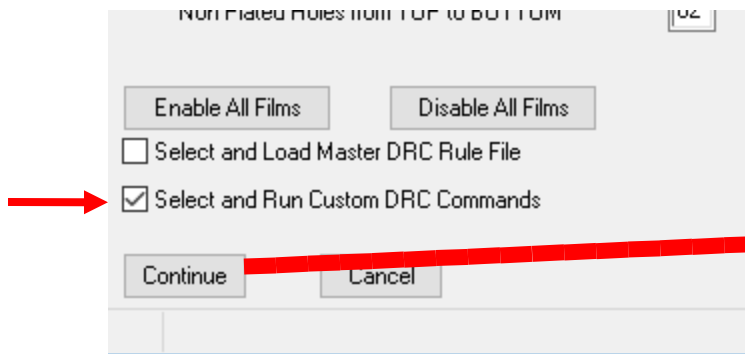 Non Plated Holes from TOP to BOTTOM 62
Enable All Films Disable All Films
Select and Load Master DRC Rule File
Select and Run Custom DRC Commands
Continue Cancel